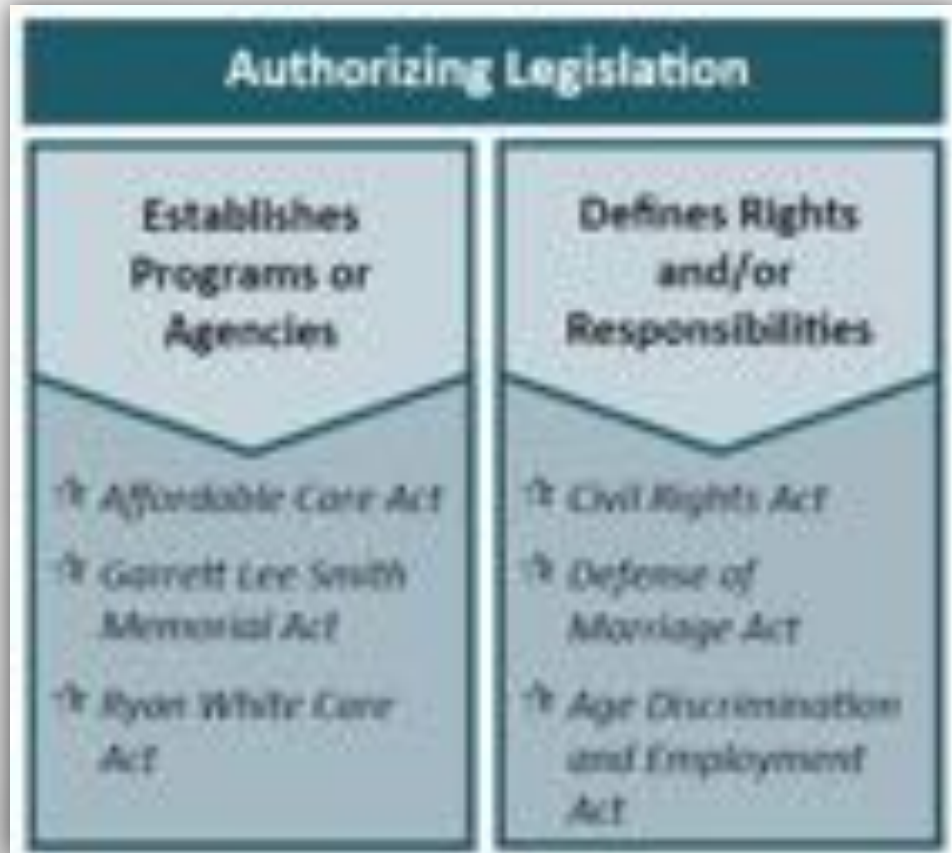 Authorizing Legislation
Establishes
Programs or
Agencies
Affordable Care Act
Garrett Lee Smith
Memorial Act
Ryan White Care
Act
Defines Rights
and/or
Responsibilities
Civil Rights Act
Defense of
Marriage Act
Age Discrimination
and Employment
Act